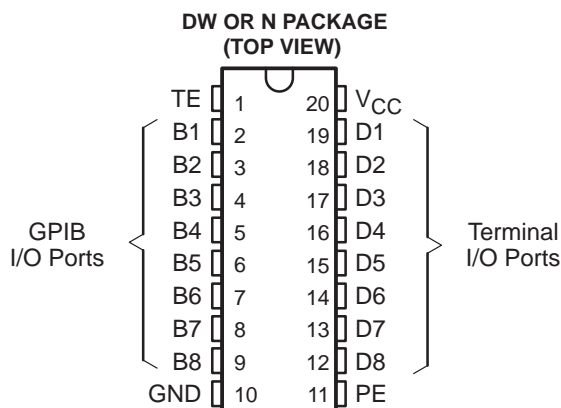 DW OR N PACKAGE
(TOP VIEW)
TE 1 20 VCC
B1 2 19 D1
B2 3 18 D2
B3 4 17 D3
B4 5 16 D4
B5 6 15 D5
B6 7 14 D6
B7 8 13 D7
B8 9 12 D8
GND 10 11 PE
GPIB
I/O Ports
Terminal
I/O Ports